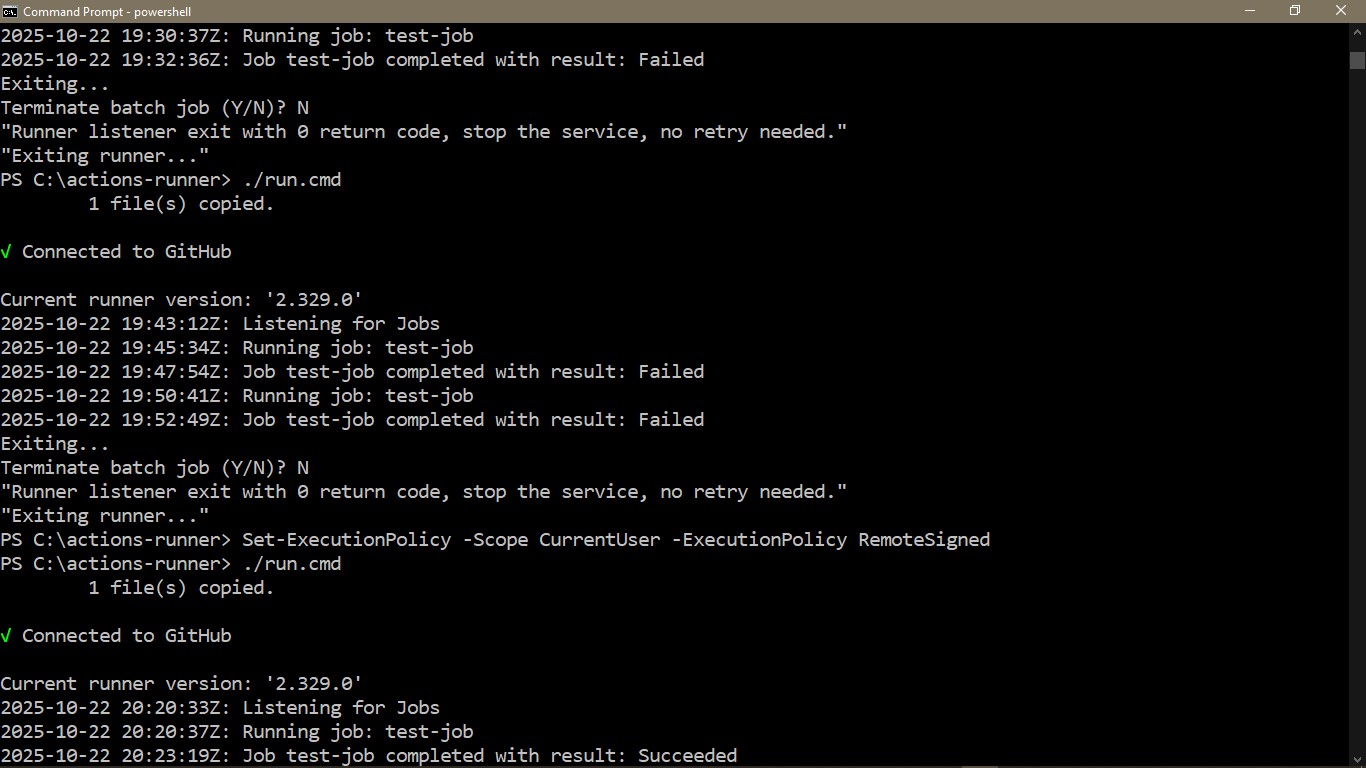 Command Prompt - powershell
2025-10-22 19:30:37Z: Running job: test-job
2025-10-22 19:32:36Z: Job test-job completed with result: Failed
Exiting...
Terminate batch job (Y/N)? N
"Runner listener exit with 0 return code, stop the service, no retry needed."
"Exiting runner..."
PS C:\actions-runner> ./run.cmd
        1 file(s) copied.
√ Connected to GitHub
Current runner version: '2.329.0'
2025-10-22 19:43:12Z: Listening for Jobs
2025-10-22 19:45:34Z: Running job: test-job
2025-10-22 19:47:54Z: Job test-job completed with result: Failed
2025-10-22 19:50:41Z: Running job: test-job
2025-10-22 19:52:49Z: Job test-job completed with result: Failed
Exiting...
Terminate batch job (Y/N)? N
"Runner listener exit with 0 return code, stop the service, no retry needed."
"Exiting runner..."
PS C:\actions-runner> Set-ExecutionPolicy -Scope CurrentUser -ExecutionPolicy RemoteSigned
PS C:\actions-runner> ./run.cmd
        1 file(s) copied.
√ Connected to GitHub
Current runner version: '2.329.0'
2025-10-22 20:20:33Z: Listening for Jobs
2025-10-22 20:20:37Z: Running job: test-job
2025-10-22 20:23:19Z: Job test-job completed with result: Succeeded